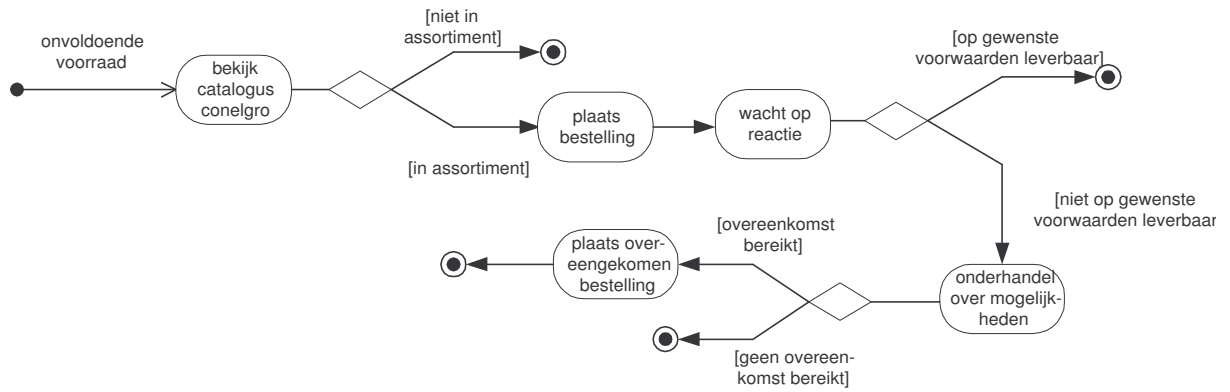 onvoldoende
voorraad
bekijk
catalogus
conelgro
[niet in
assortiment]
[in assortiment]
plaats
bestelling
wacht op
reactie
[op gewenste
voorwaarden leverbaar]
[niet op gewenste
voorwaarden leverbaar
onderhandel
over mogelijk-
heden
[overeenkomst
bereikt]
plaats over-
eengekomen
bestelling
[geen overeen-
komst bereikt]